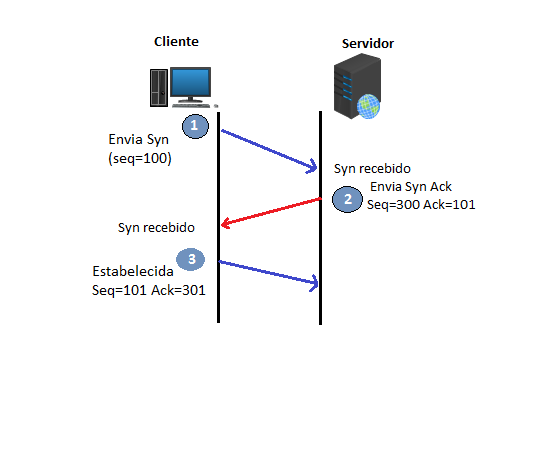 Cliente
Servidor
1
Envia Syn
(seq=100)
Syn recebido
2
Envia Syn Ack
Seq=300 Ack=101
Syn recebido
3
Estabelecida
Seq=101 Ack=301